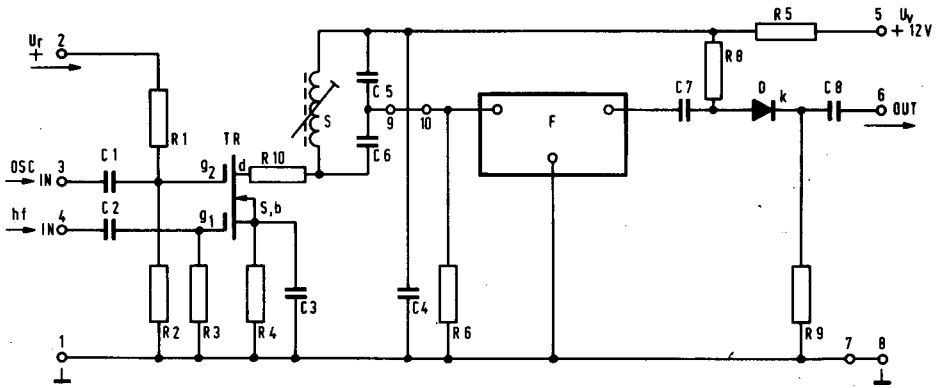 Ur
+
2
R5
5
Uv
+ 12V
R8
C5
C7
D
k
C8
6
OUT
S
9
10
F
R1
TR
C6
OSC
IN
3
C1
g2
d
R10
S,b
hf
IN
4
C2
g1
R2
R3
R4
C3
C4
R6
R9
1
7
8